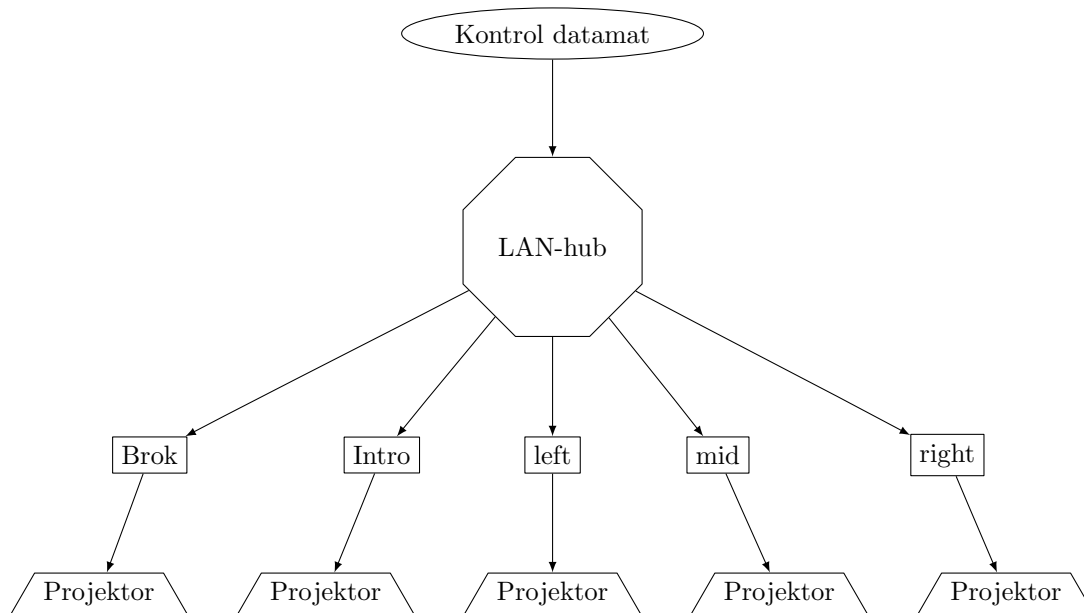 Kontrol datamat
LAN-hub
Brok
Intro
left
mid
right
Projektor
Projektor
Projektor
Projektor
Projektor